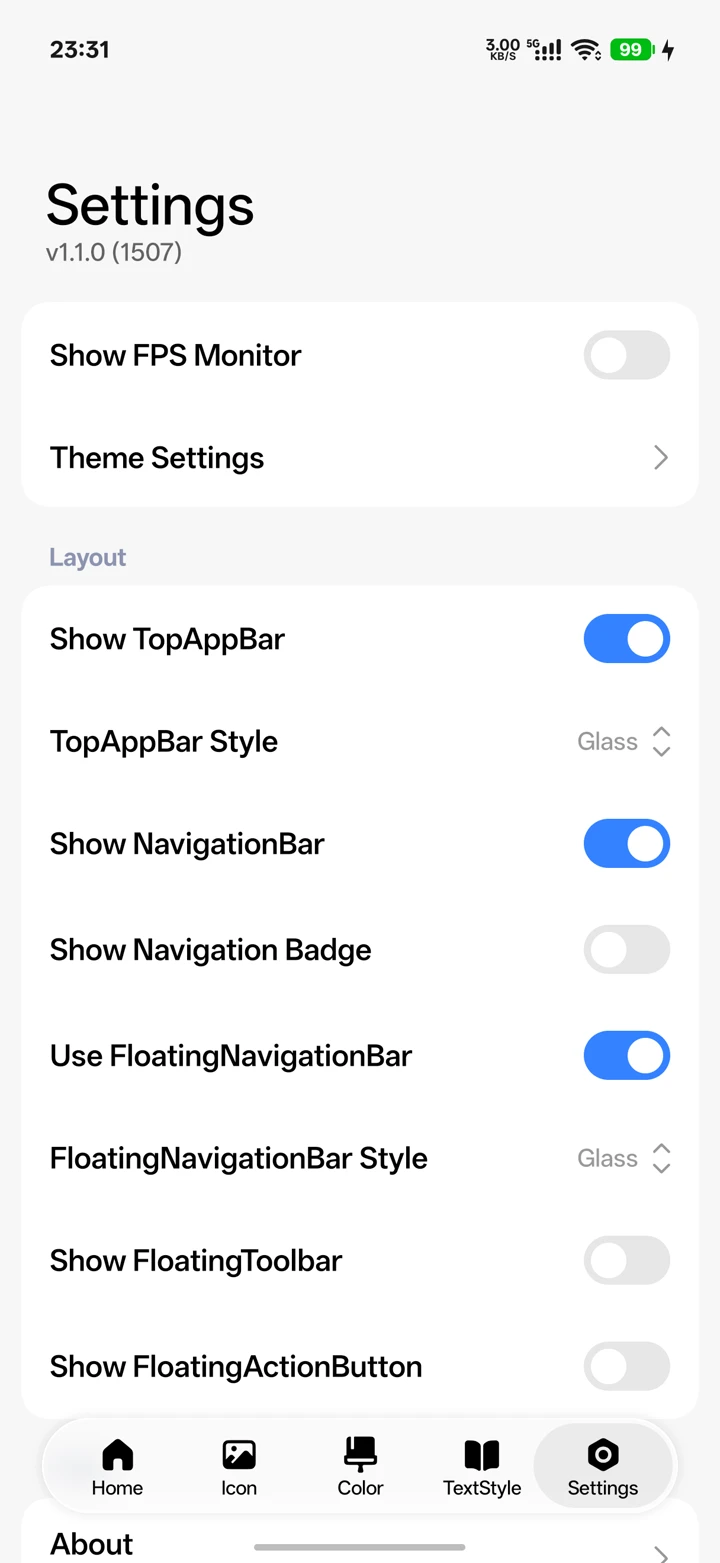 23:31
3.00
KB/S
5G
99
Settings
v1.1.0 (1507)
Show FPS Monitor
Theme Settings
Layout
Show TopAppBar
TopAppBar Style
Glass
Show NavigationBar
Show Navigation Badge
Use FloatingNavigationBar
FloatingNavigationBar Style
Glass
Show FloatingToolbar
Show FloatingActionButton
Home
Icon
Color
TextStyle
Settings
About